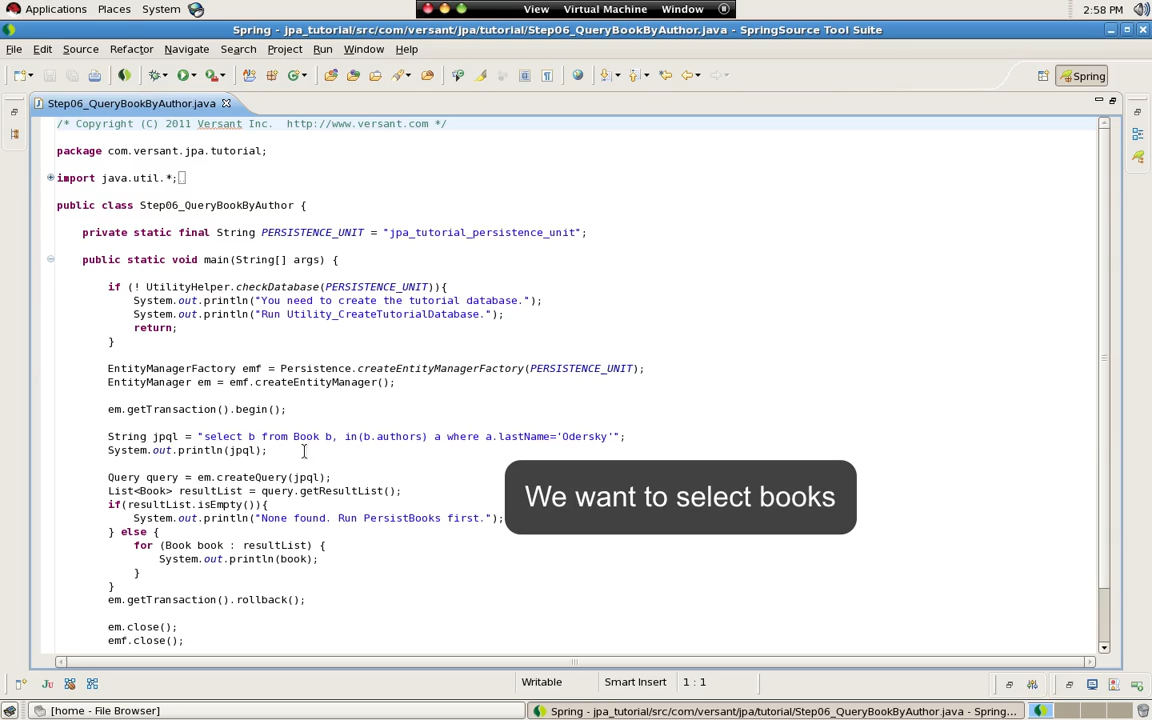 Applications Places System
View Virtual Machine Window
2:58 PM
Spring - jpa_tutorial/src/com/versant/jpa/tutorial/Step06_QueryBookByAuthor.java - SpringSource Tool Suite
File Edit Source Refactor Navigate Search Project Run Window Help
Spring
Step06_QueryBookByAuthor.java
/* Copyright (C) 2011 Versant Inc.  http://www.versant.com */
package com.versant.jpa.tutorial;
import java.util.*;
public class Step06_QueryBookByAuthor {
private static final String PERSISTENCE_UNIT = "jpa_tutorial_persistence_unit";
public static void main(String[] args) {
if (! UtilityHelper.checkDatabase(PERSISTENCE_UNIT)){
System.out.println("You need to create the tutorial database.");
System.out.println("Run Utility_CreateTutorialDatabase.");
return;
}
EntityManagerFactory emf = Persistence.createEntityManagerFactory(PERSISTENCE_UNIT);
EntityManager em = emf.createEntityManager();
em.getTransaction().begin();
String jpql = "select b from Book b, in(b.authors) a where a.lastName='Odersky'";
System.out.println(jpql);
Query query = em.createQuery(jpql);
List<Book> resultList = query.getResultList();
if(resultList.isEmpty()){
System.out.println("None found. Run PersistBooks first.");
} else {
for (Book book : resultList) {
System.out.println(book);
}
}
em.getTransaction().rollback();
em.close();
emf.close();
We want to select books
Writable Smart Insert 1 : 1
[home - File Browser]
Spring - jpa_tutorial/src/com/versant/jpa/tutorial/Step06_QueryBookByAuthor.java - Spring...